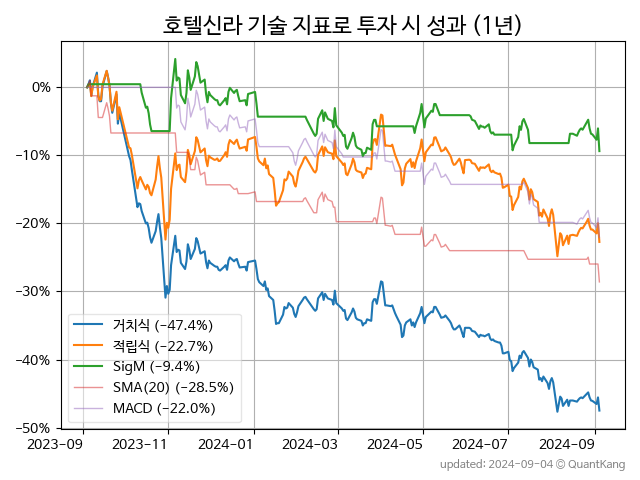 호텔신라 기술 지표로 투자 시 성과 (1년)
0%
−10%
−20%
−30%
−40%
−50%
거치식 (−47.4%)
적립식 (−22.7%)
SigM (−9.4%)
SMA(20) (−28.5%)
MACD (−22.0%)
2023-09
2023-11
2024-01
2024-03
2024-05
2024-07
2024-09
updated: 2024-09-04 © QuantKang